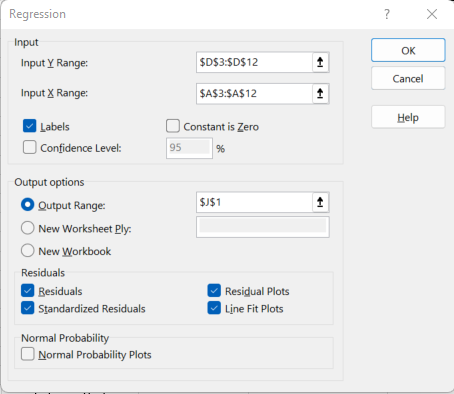 Regression
?
Input
Input Y Range:
$D$3:$D$12
OK
Input X Range:
$A$3:$A$12
Cancel
Labels
Constant is Zero
Help
Confidence Level:
95
%
Output options
Output Range:
$J$1
New Worksheet Ply:
New Workbook
Residuals
Residuals
Residual Plots
Standardized Residuals
Line Fit Plots
Normal Probability
Normal Probability Plots